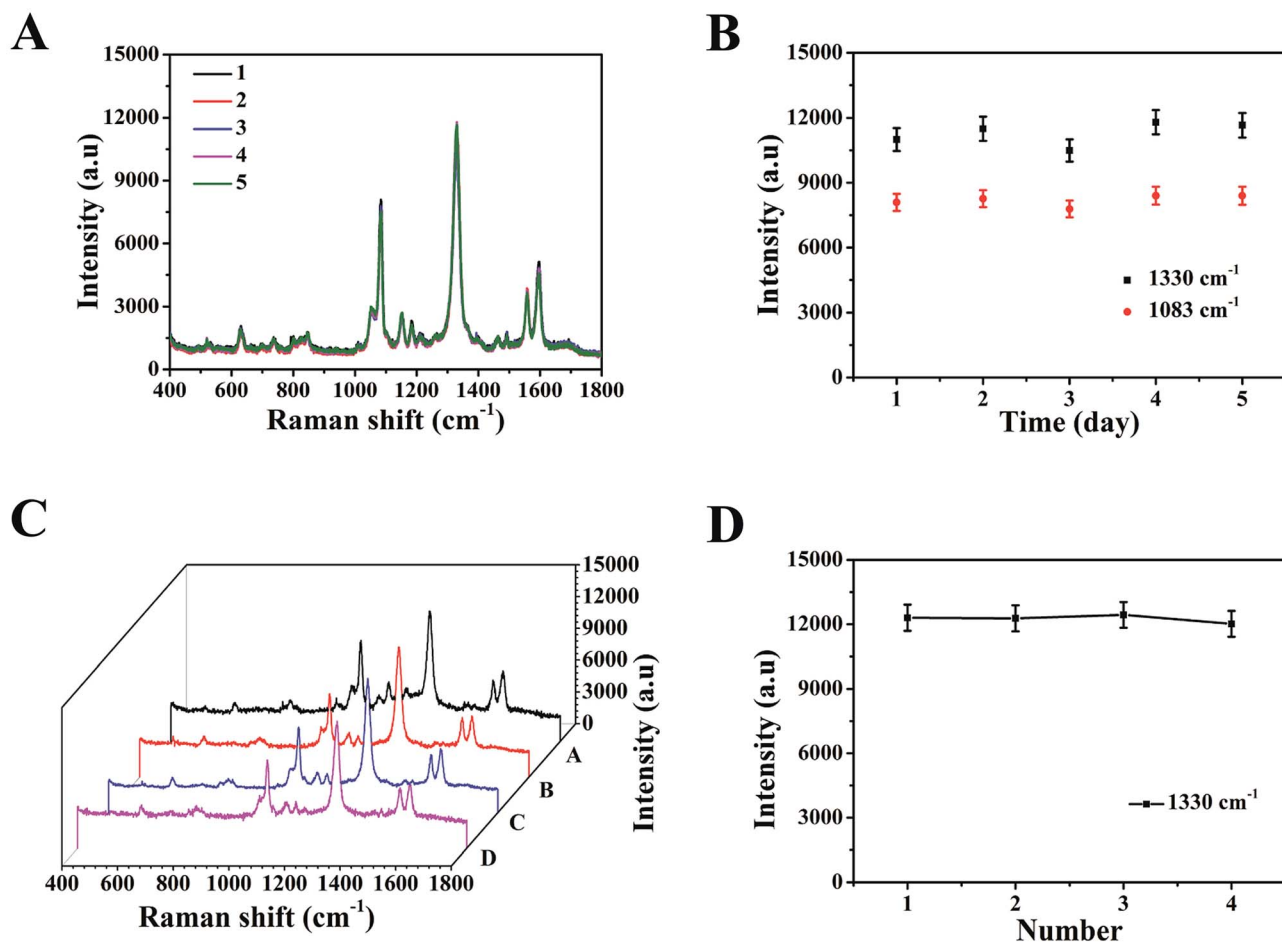 A
15000
12000
9000
6000
3000
0
Intensity (a.u)
1
2
3
4
5
400 600 800 1000 1200 1400 1600 1800
Raman shift (cm⁻¹)
B
15000
12000
9000
6000
3000
0
Intensity (a.u)
1330 cm⁻¹
1083 cm⁻¹
1 2 3 4 5
Time (day)
C
15000
12000
9000
6000
3000
0
Intensity (a.u)
A
B
C
D
400 600 800 1000 1200 1400 1600 1800
Raman shift (cm⁻¹)
D
15000
12000
9000
6000
3000
0
Intensity (a.u)
1330 cm⁻¹
1 2 3 4
Number